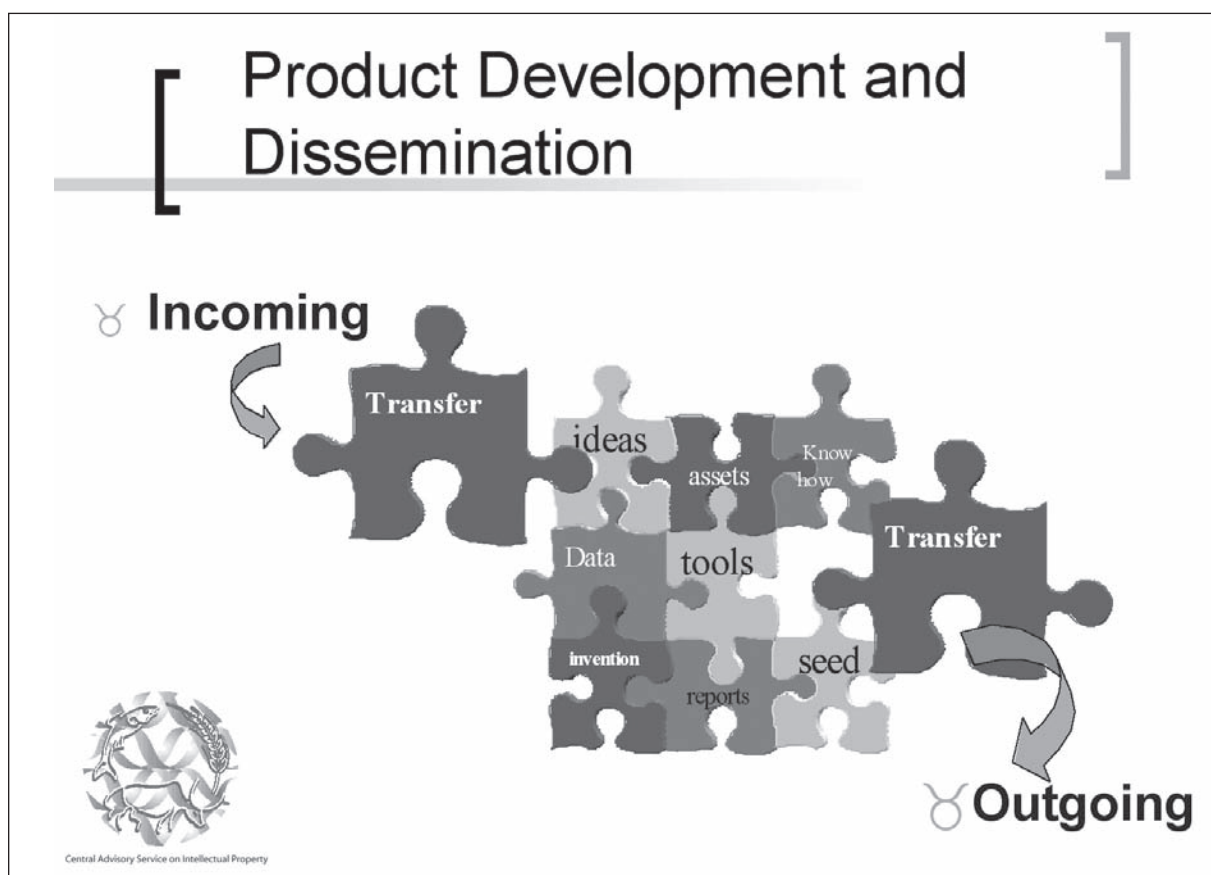 Product Development and
Dissemination
Incoming
Transfer
ideas
assets
Know
how
Data
tools
Transfer
invention
reports
seed
Outgoing
Central Advisory Service on Intellectual Property